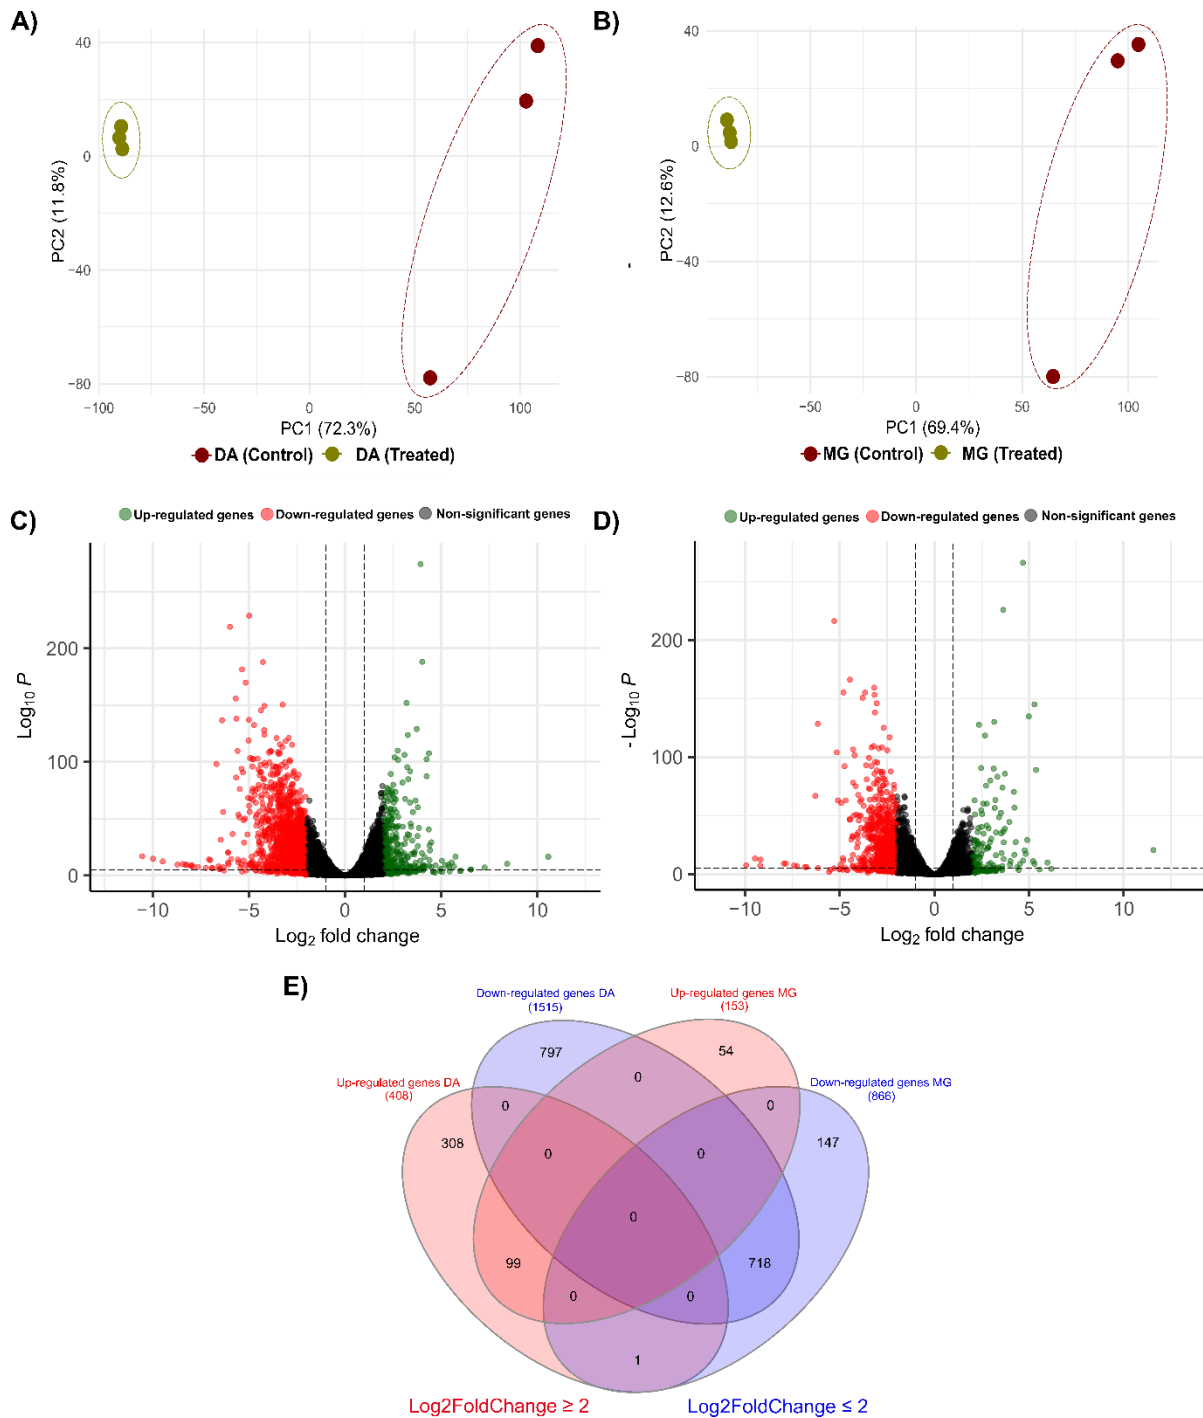 A)
B)
40
0
−40
−80
PC2 (11.8%)
−100
−50
0
50
100
PC1 (72.3%)
DA (Control)
DA (Treated)
40
0
−40
−80
PC2 (12.6%)
-
−50
0
50
100
PC1 (69.4%)
MG (Control)
MG (Treated)
C)
Up-regulated genes
Down-regulated genes
Non-significant genes
200
100
0
Log10 P
−10
−5
0
5
10
Log2 fold change
D)
Up-regulated genes
Down-regulated genes
Non-significant genes
200
100
0
- Log10 P
−10
−5
0
5
10
Log2 fold change
E)
Down-regulated genes DA
(1515)
Up-regulated genes MG
(153)
Up-regulated genes DA
(408)
Down-regulated genes MG
(866)
797
54
0
0
0
308
147
0
0
0
99
718
0
0
1
Log2FoldChange ≥ 2
Log2FoldChange ≤ 2